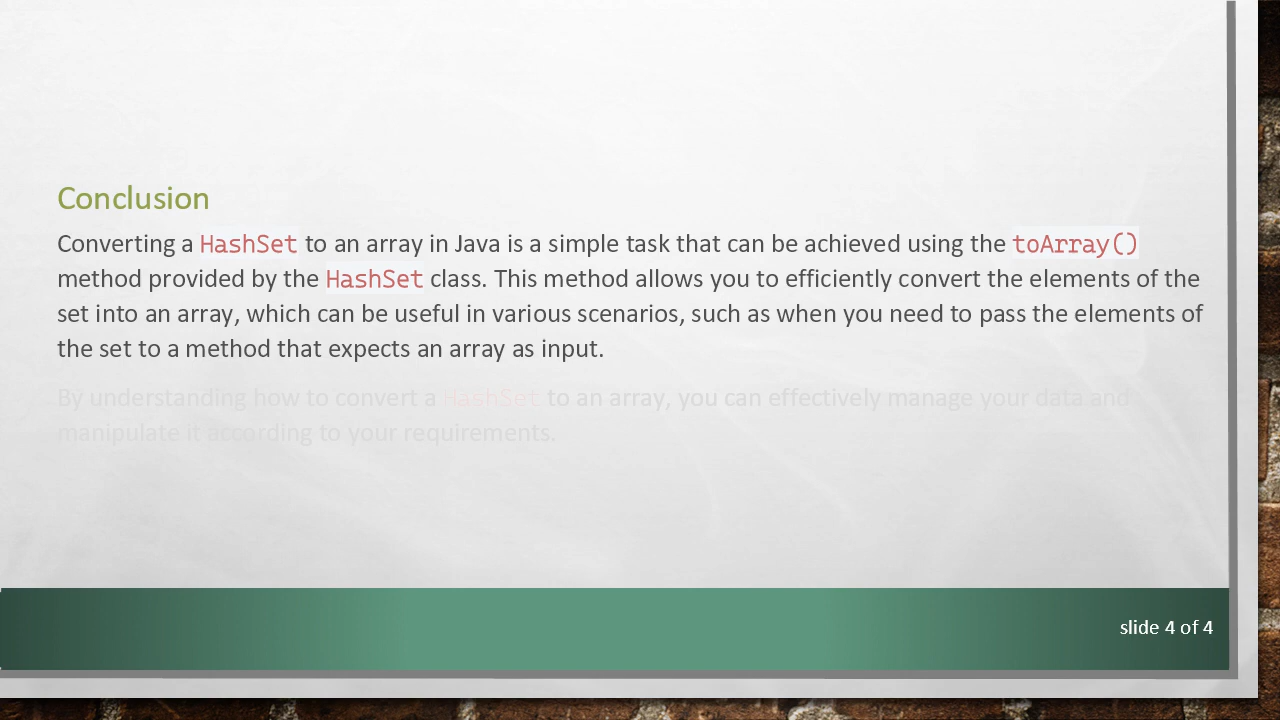 Conclusion
Converting a HashSet to an array in Java is a simple task that can be achieved using the toArray()
method provided by the HashSet class. This method allows you to efficiently convert the elements of the
set into an array, which can be useful in various scenarios, such as when you need to pass the elements of
the set to a method that expects an array as input.
By understanding how to convert a HashSet to an array, you can effectively manage your data and
manipulate it according to your requirements.
slide 4 of 4